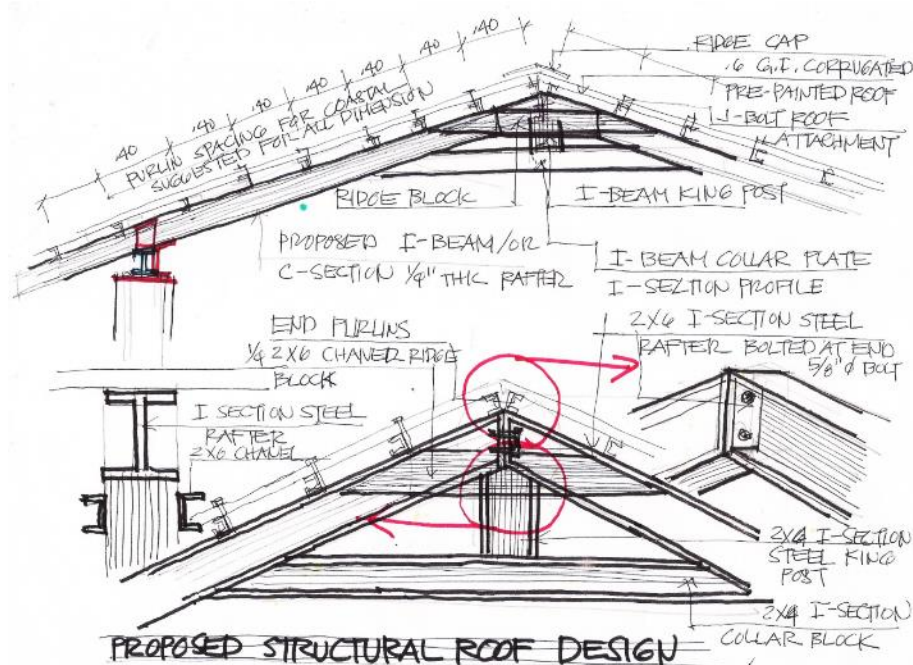 .40
.40
.40
.40
.40
.40
.40
.40
PURLIN SPACING FOR COASTAL
SUGGESTED FOR ALL DIMENSION
RIDGE CAP
.6 G.I. CORRUGATED
PRE-PAINTED ROOF
J-BOLT ROOF
ATTACHMENT
RIDGE BLOCK
I-BEAM KING POST
PROPOSED I-BEAM/OR
C-SECTION 1/4" THIC RAFTER
I-BEAM COLLAR PLATE
I-SECTION PROFILE
END PURLINS
1/4 2X6 CHANEL RIDGE
BLOCK
2X6 I-SECTION STEEL
RAFTER BOLTED AT END
5/8" Ø BOLT
I SECTION STEEL
RAFTER
2X6 CHANEL
2X4 I-SECTION
STEEL KING
POST
2X4 I-SECTION
COLLAR BLOCK
PROPOSED STRUCTURAL ROOF DESIGN